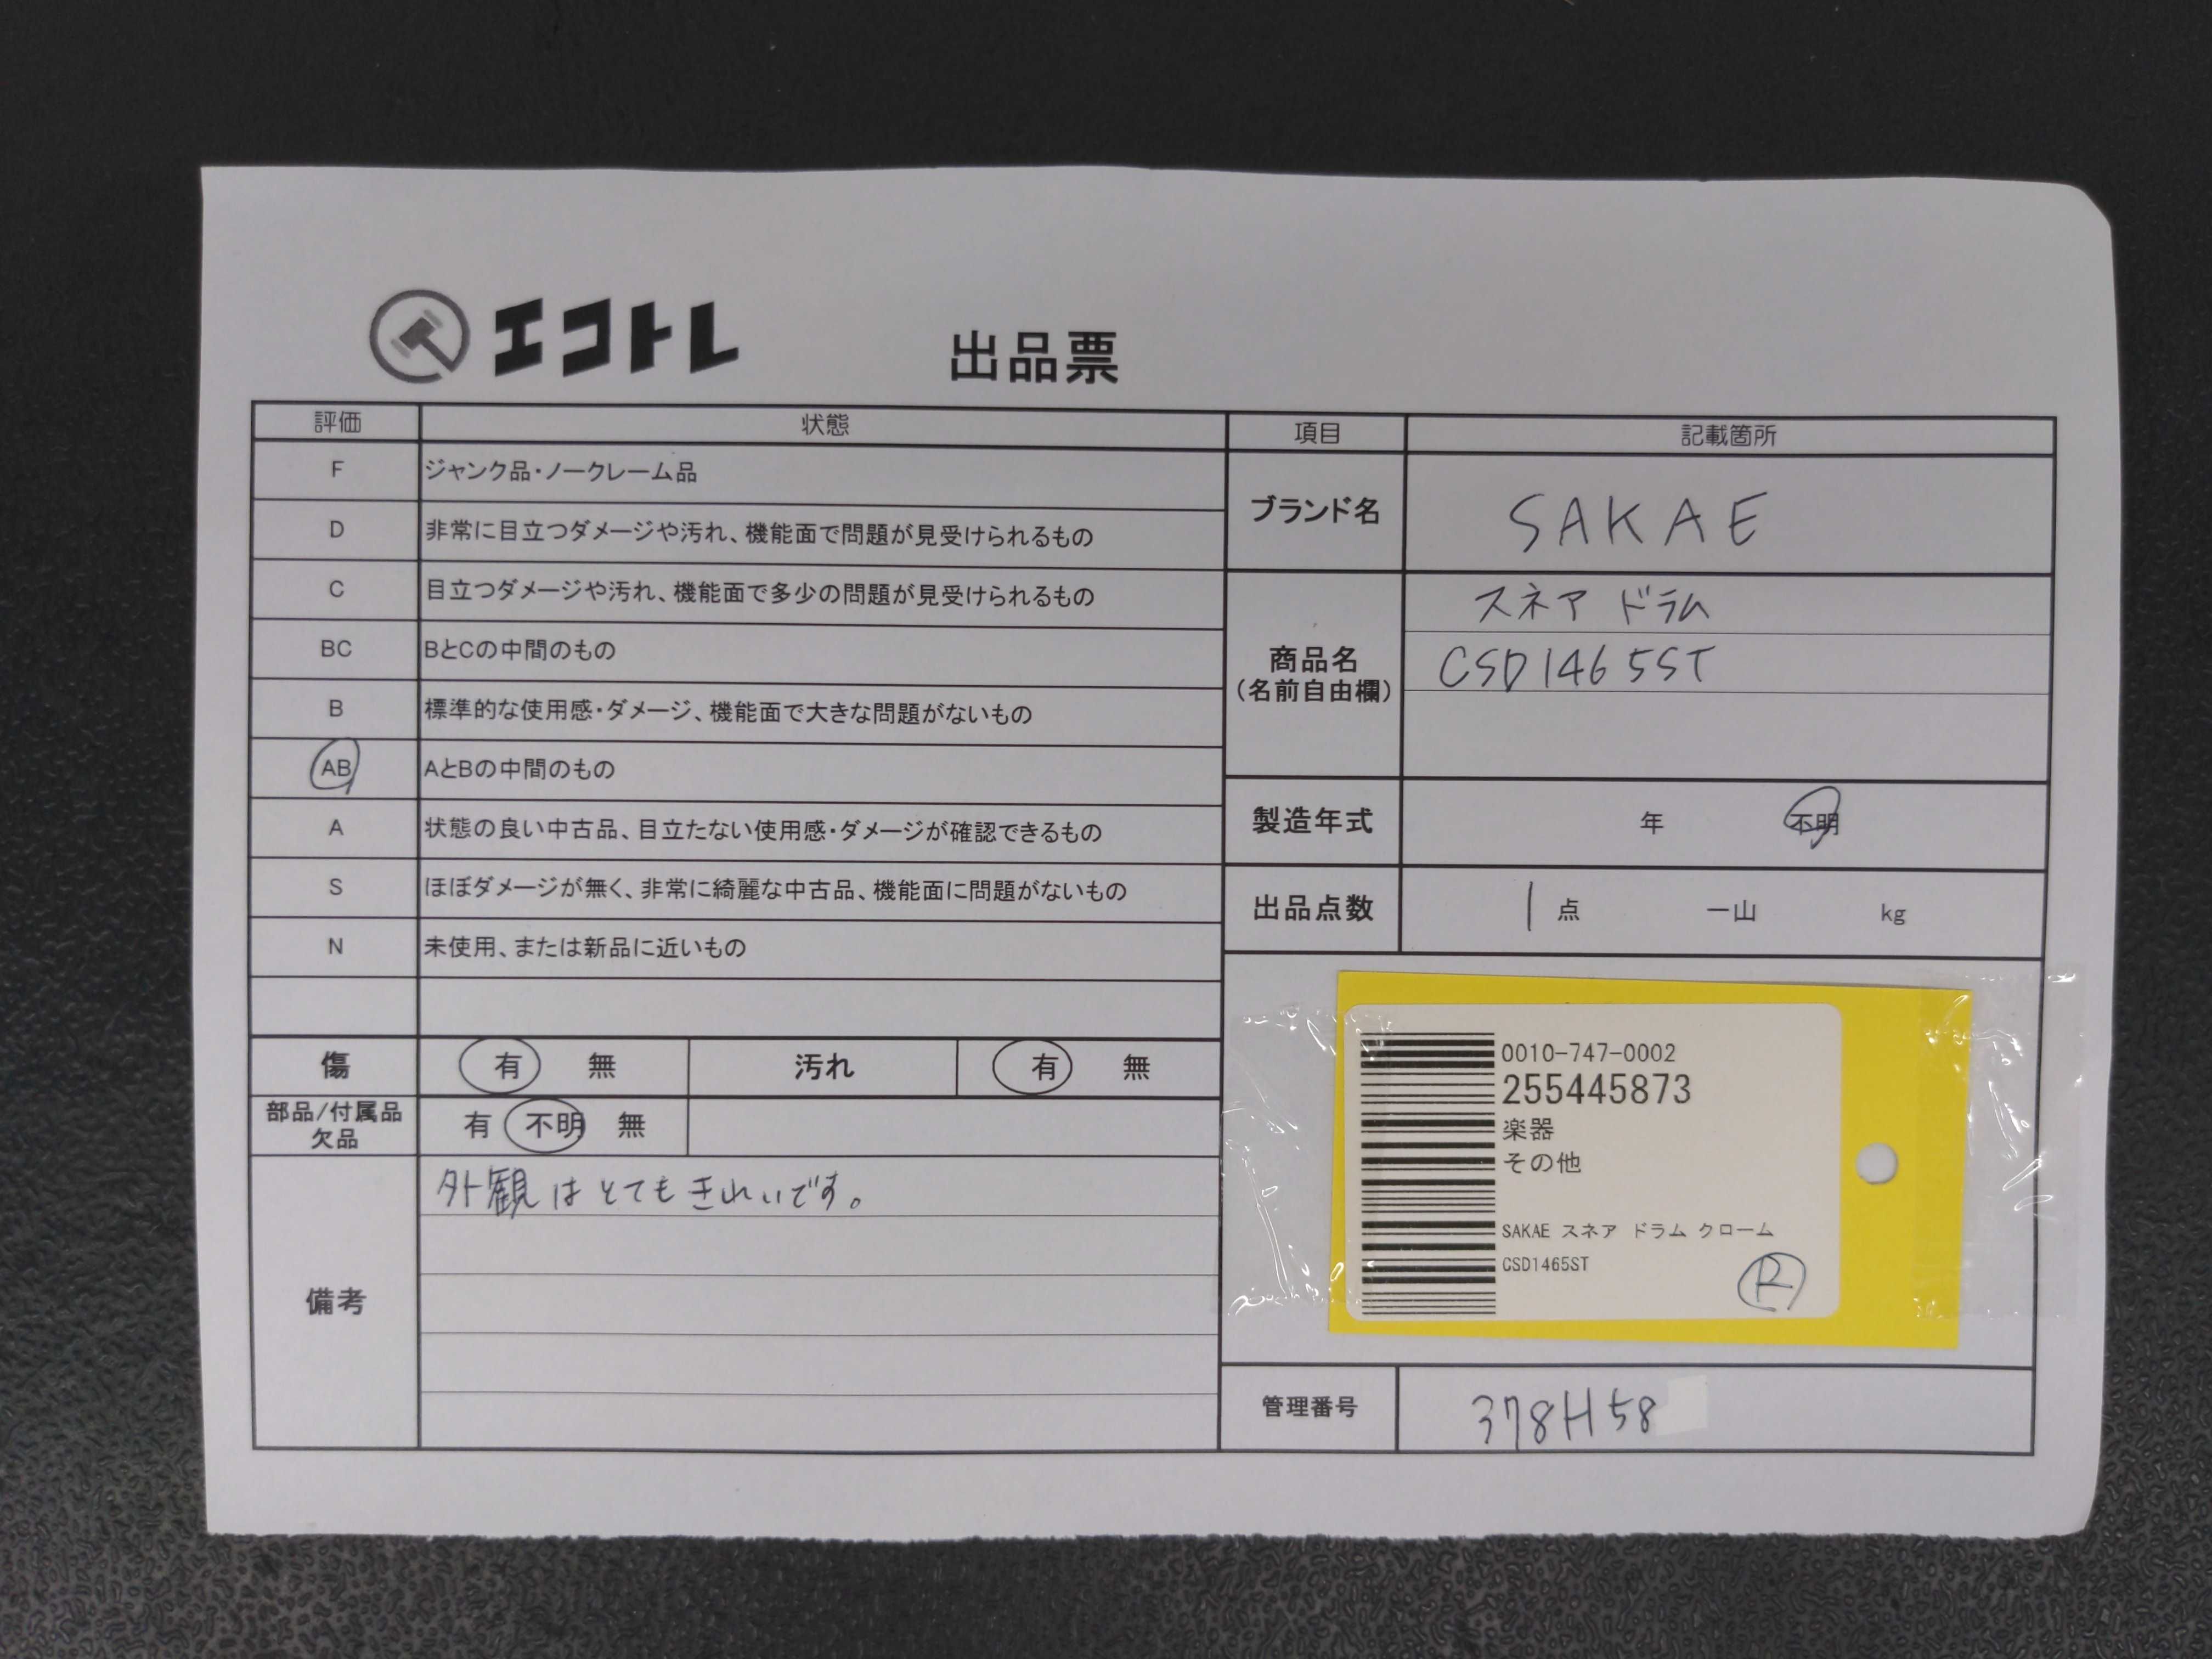 エコトレ
出品票
評価 状態
F ジャンク品・ノークレーム品
D 非常に目立つダメージや汚れ、機能面で問題が見受けられるもの
C 目立つダメージや汚れ、機能面で多少の問題が見受けられるもの
BC BとCの中間のもの
B 標準的な使用感・ダメージ、機能面で大きな問題がないもの
AB AとBの中間のもの
A 状態の良い中古品、目立たない使用感・ダメージが確認できるもの
S ほぼダメージが無く、非常に綺麗な中古品、機能面に問題がないもの
N 未使用、または新品に近いもの
傷 有 無 汚れ 有 無
部品/付属品
欠品
有 不明 無
備考
外観はとてもきれいです。
項目 記載箇所
ブランド名 SAKAE
商品名
(名前自由欄)
スネア ドラム
CSD1465ST
製造年式 年 不明
出品点数 1点 一山 kg
0010-747-0002
255445873
楽器
その他
SAKAE スネア ドラム クローム
CSD1465ST
R
管理番号 378H58